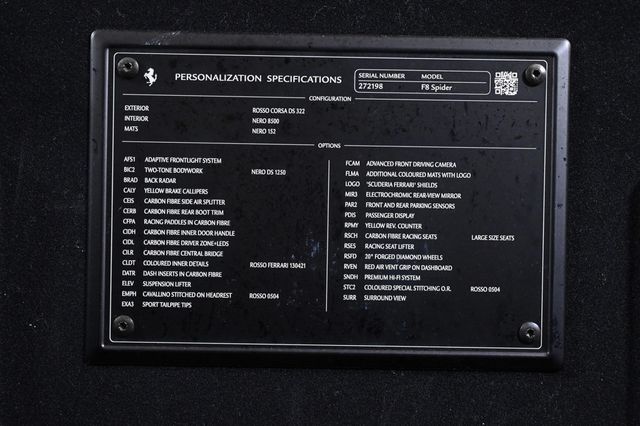 PERSONALIZATION SPECIFICATIONS
SERIAL NUMBER MODEL
272198 F8 Spider
CONFIGURATION
EXTERIOR ROSSO CORSA DS 322
INTERIOR NERO 8500
MATS NERO 152
OPTIONS
AFS1 ADAPTIVE FRONTLIGHT SYSTEM
BIC2 TWO-TONE BODYWORK NERO DS 1250
BRAD BACK RADAR
CALY YELLOW BRAKE CALLIPERS
CEIS CARBON FIBRE SIDE AIR SPLITTER
CERB CARBON FIBRE REAR BOOT TRIM
CFPA RACING PADDLES IN CARBON FIBRE
CIDH CARBON FIBRE INNER DOOR HANDLE
CIDL CARBON FIBRE DRIVER ZONE+LEDS
CILR CARBON FIBRE CENTRAL BRIDGE
CLDT COLOURED INNER DETAILS ROSSO FERRARI 130421
DATR DASH INSERTS IN CARBON FIBRE
ELEV SUSPENSION LIFTER
EMPH CAVALLINO STITCHED ON HEADREST ROSSO 0504
EXA3 SPORT TAILPIPE TIPS
FCAM ADVANCED FRONT DRIVING CAMERA
FLMA ADDITIONAL COLOURED MATS WITH LOGO
LOGO "SCUDERIA FERRARI" SHIELDS
MIR3 ELECTROCHROMIC REAR-VIEW MIRROR
PAR2 FRONT AND REAR PARKING SENSORS
PDIS PASSENGER DISPLAY
RPMY YELLOW REV. COUNTER
RSCH CARBON FIBRE RACING SEATS LARGE SIZE SEATS
RSES RACING SEAT LIFTER
RSFD 20" FORGED DIAMOND WHEELS
RVEN RED AIR VENT GRIP ON DASHBOARD
SNDH PREMIUM HI-FI SYSTEM
STC2 COLOURED SPECIAL STITCHING O.R. ROSSO 0504
SURR SURROUND VIEW